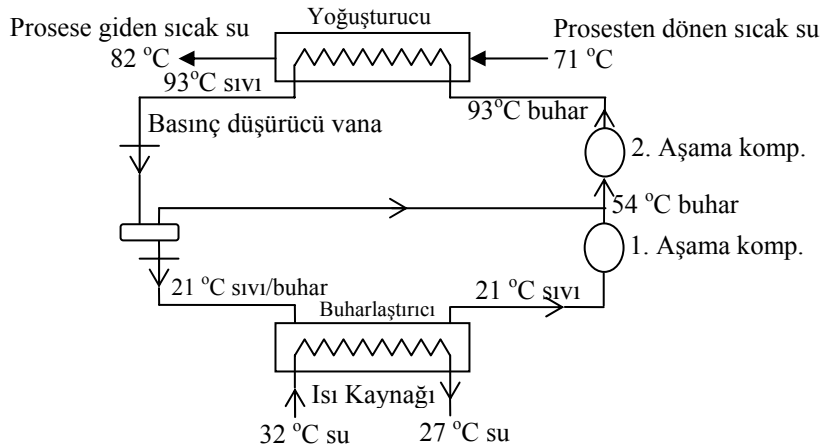 Yoğuşturucu
Prosese giden sıcak su
Prosesten dönen sıcak su
82 °C
71 °C
93°C sıvı
93°C buhar
Basınç düşürücü vana
2. Aşama komp.
54 °C buhar
1. Aşama komp.
21 °C sıvı/buhar
21 °C sıvı
Buharlaştırıcı
Isı Kaynağı
32 °C su
27 °C su